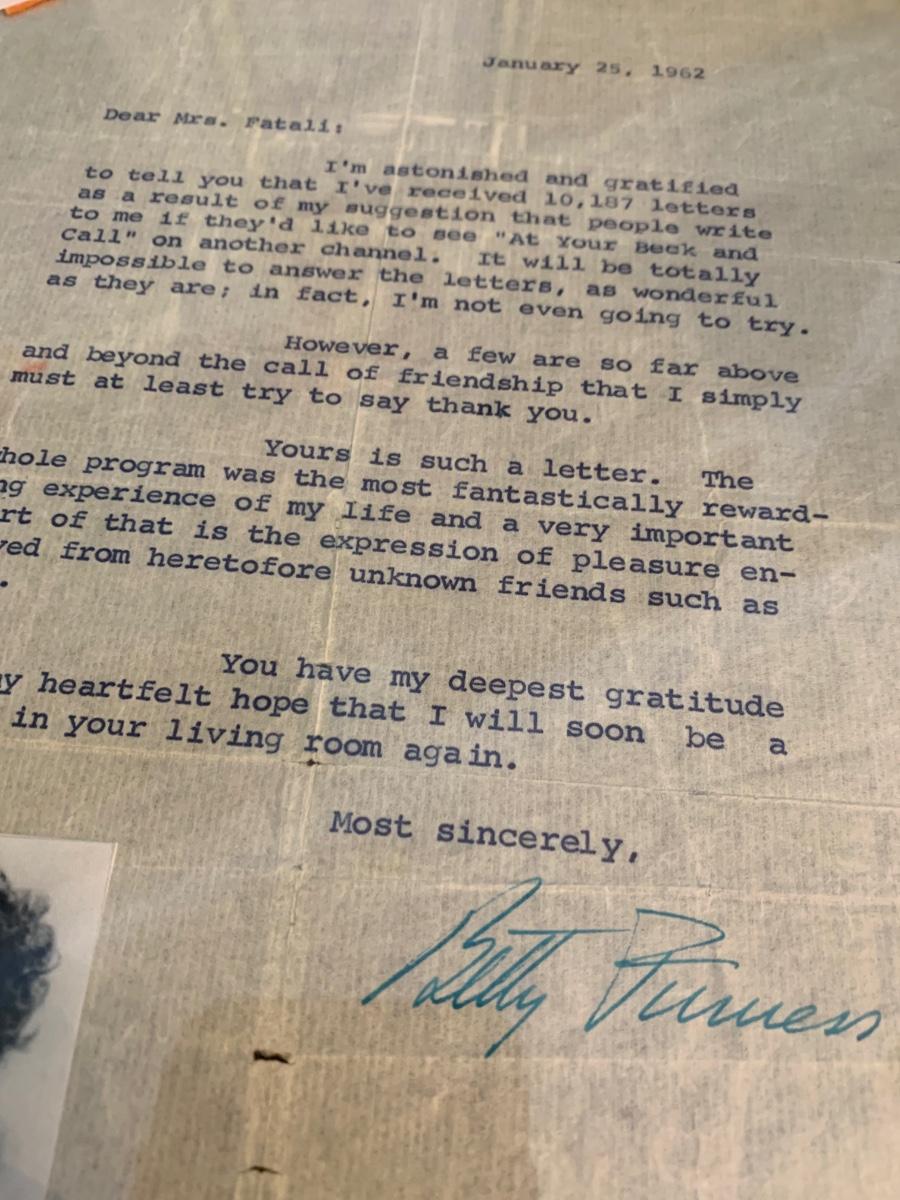 January 25, 1962
Dear Mrs. Fatali:
I'm astonished and gratified
to tell you that I've received 10,187 letters
as a result of my suggestion that people write
to me if they'd like to see "At Your Beck and
Call" on another channel. It will be totally
impossible to answer the letters, as wonderful
as they are; in fact, I'm not even going to try.
However, a few are so far above
and beyond the call of friendship that I simply
must at least try to say thank you.
Yours is such a letter. The
hole program was the most fantastically reward-
ng experience of my life and a very important
rt of that is the expression of pleasure en-
ved from heretofore unknown friends such as
.
You have my deepest gratitude
y heartfelt hope that I will soon be a
in your living room again.
Most sincerely,
Betty Furness